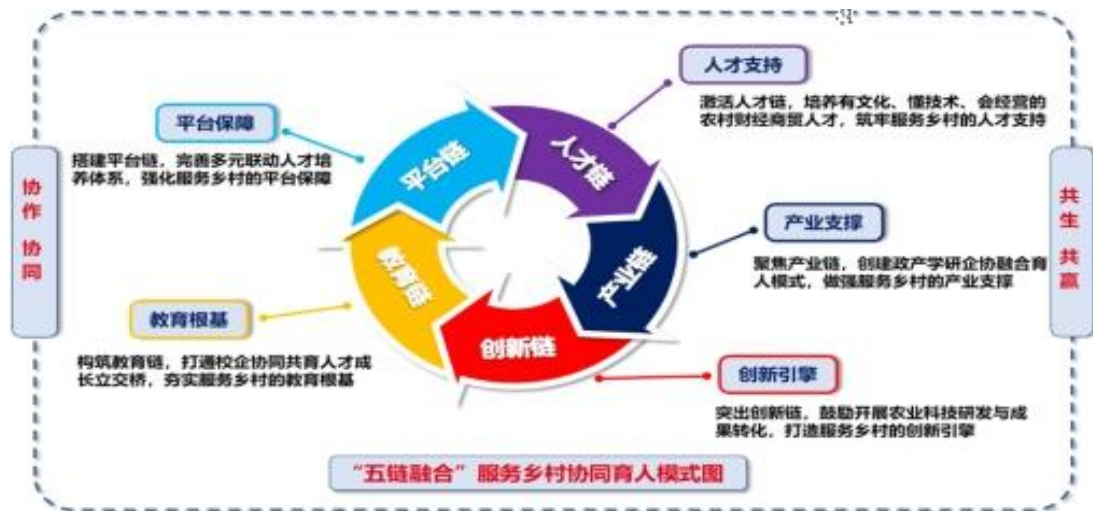 人才支持
激活人才链，培养有文化、懂技术、会经营的
农村财经商贸人才，筑牢服务乡村的人才支持
平台保障
搭建平台链，完善多元联动人才培
养体系，强化服务乡村的平台保障
平台链
人才链
协作 协同
共生 共赢
产业支撑
聚焦产业链，创建政产学研企协融合育
人模式，做强服务乡村的产业支撑
教育链
产业链
创新链
教育根基
构筑教育链，打通校企协同共育人才成
长立交桥，夯实服务乡村的教育根基
创新引擎
突出创新链，鼓励开展农业科技研发与成
果转化，打造服务乡村的创新引擎
“五链融合”服务乡村协同育人模式图